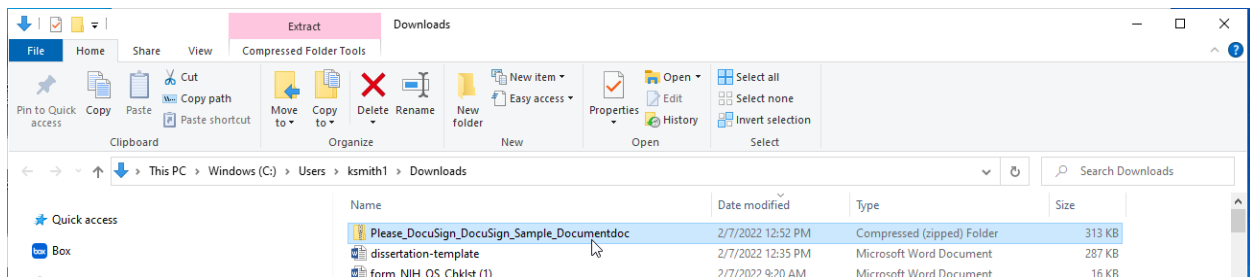 Extract Downloads
File Home Share View Compressed Folder Tools
Pin to Quick access
Copy
Paste
Cut
Copy path
Paste shortcut
Clipboard
Move to
Copy to
Delete
Rename
Organize
New folder
New item
Easy access
New
Properties
Open
Edit
History
Open
Select all
Select none
Invert selection
Select
This PC > Windows (C:) > Users > ksmith1 > Downloads
Search Downloads
Quick access
box Box
Name Date modified Type Size
Please_DocuSign_DocuSign_Sample_Documentdoc 2/7/2022 12:52 PM Compressed (zipped) Folder 313 KB
dissertation-template 2/7/2022 12:35 PM Microsoft Word Document 287 KB
form_NIH_OS_Chklst (1) 2/7/2022 9:20 AM Microsoft Word Document 16 KB